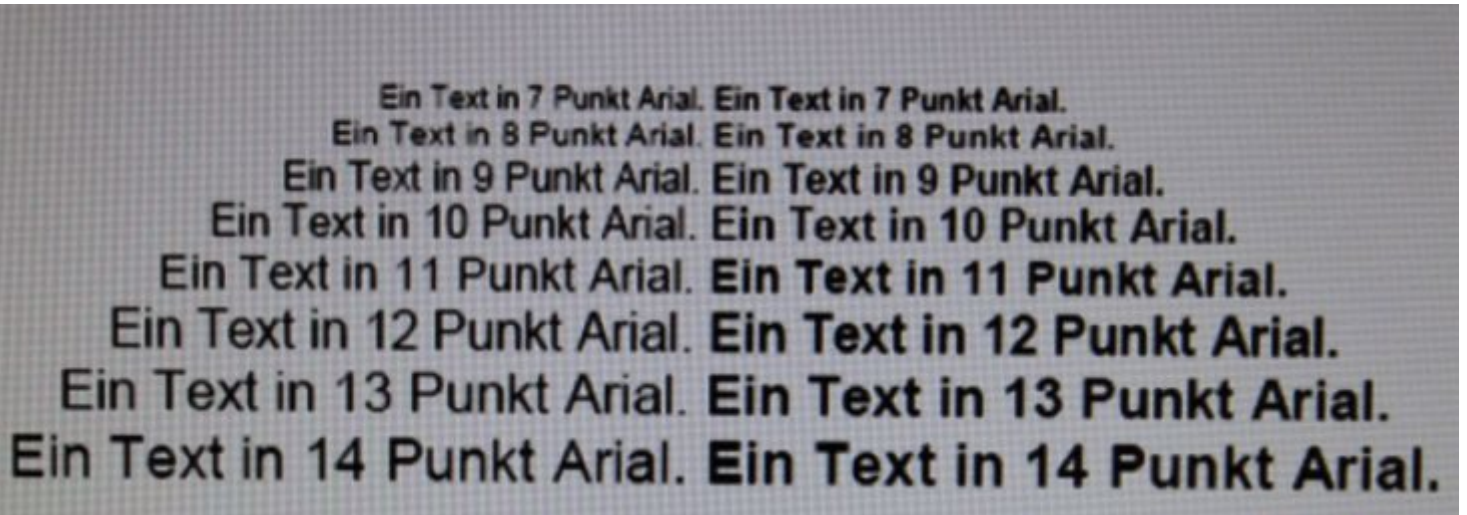 Ein Text in 7 Punkt Arial. Ein Text in 7 Punkt Arial.
Ein Text in 8 Punkt Arial. Ein Text in 8 Punkt Arial.
Ein Text in 9 Punkt Arial. Ein Text in 9 Punkt Arial.
Ein Text in 10 Punkt Arial. Ein Text in 10 Punkt Arial.
Ein Text in 11 Punkt Arial. Ein Text in 11 Punkt Arial.
Ein Text in 12 Punkt Arial. Ein Text in 12 Punkt Arial.
Ein Text in 13 Punkt Arial. Ein Text in 13 Punkt Arial.
Ein Text in 14 Punkt Arial. Ein Text in 14 Punkt Arial.